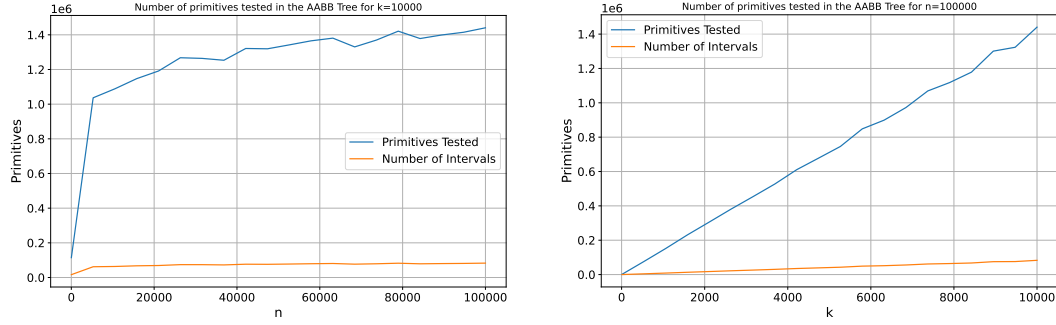 Number of primitives tested in the AABB Tree for k=10000
1e6
1.4
1.2
1.0
0.8
0.6
0.4
0.2
0.0
Primitives
Primitives Tested
Number of Intervals
0 20000 40000 60000 80000 100000
n
Number of primitives tested in the AABB Tree for n=100000
1e6
1.4
1.2
1.0
0.8
0.6
0.4
0.2
0.0
Primitives
Primitives Tested
Number of Intervals
0 2000 4000 6000 8000 10000
k